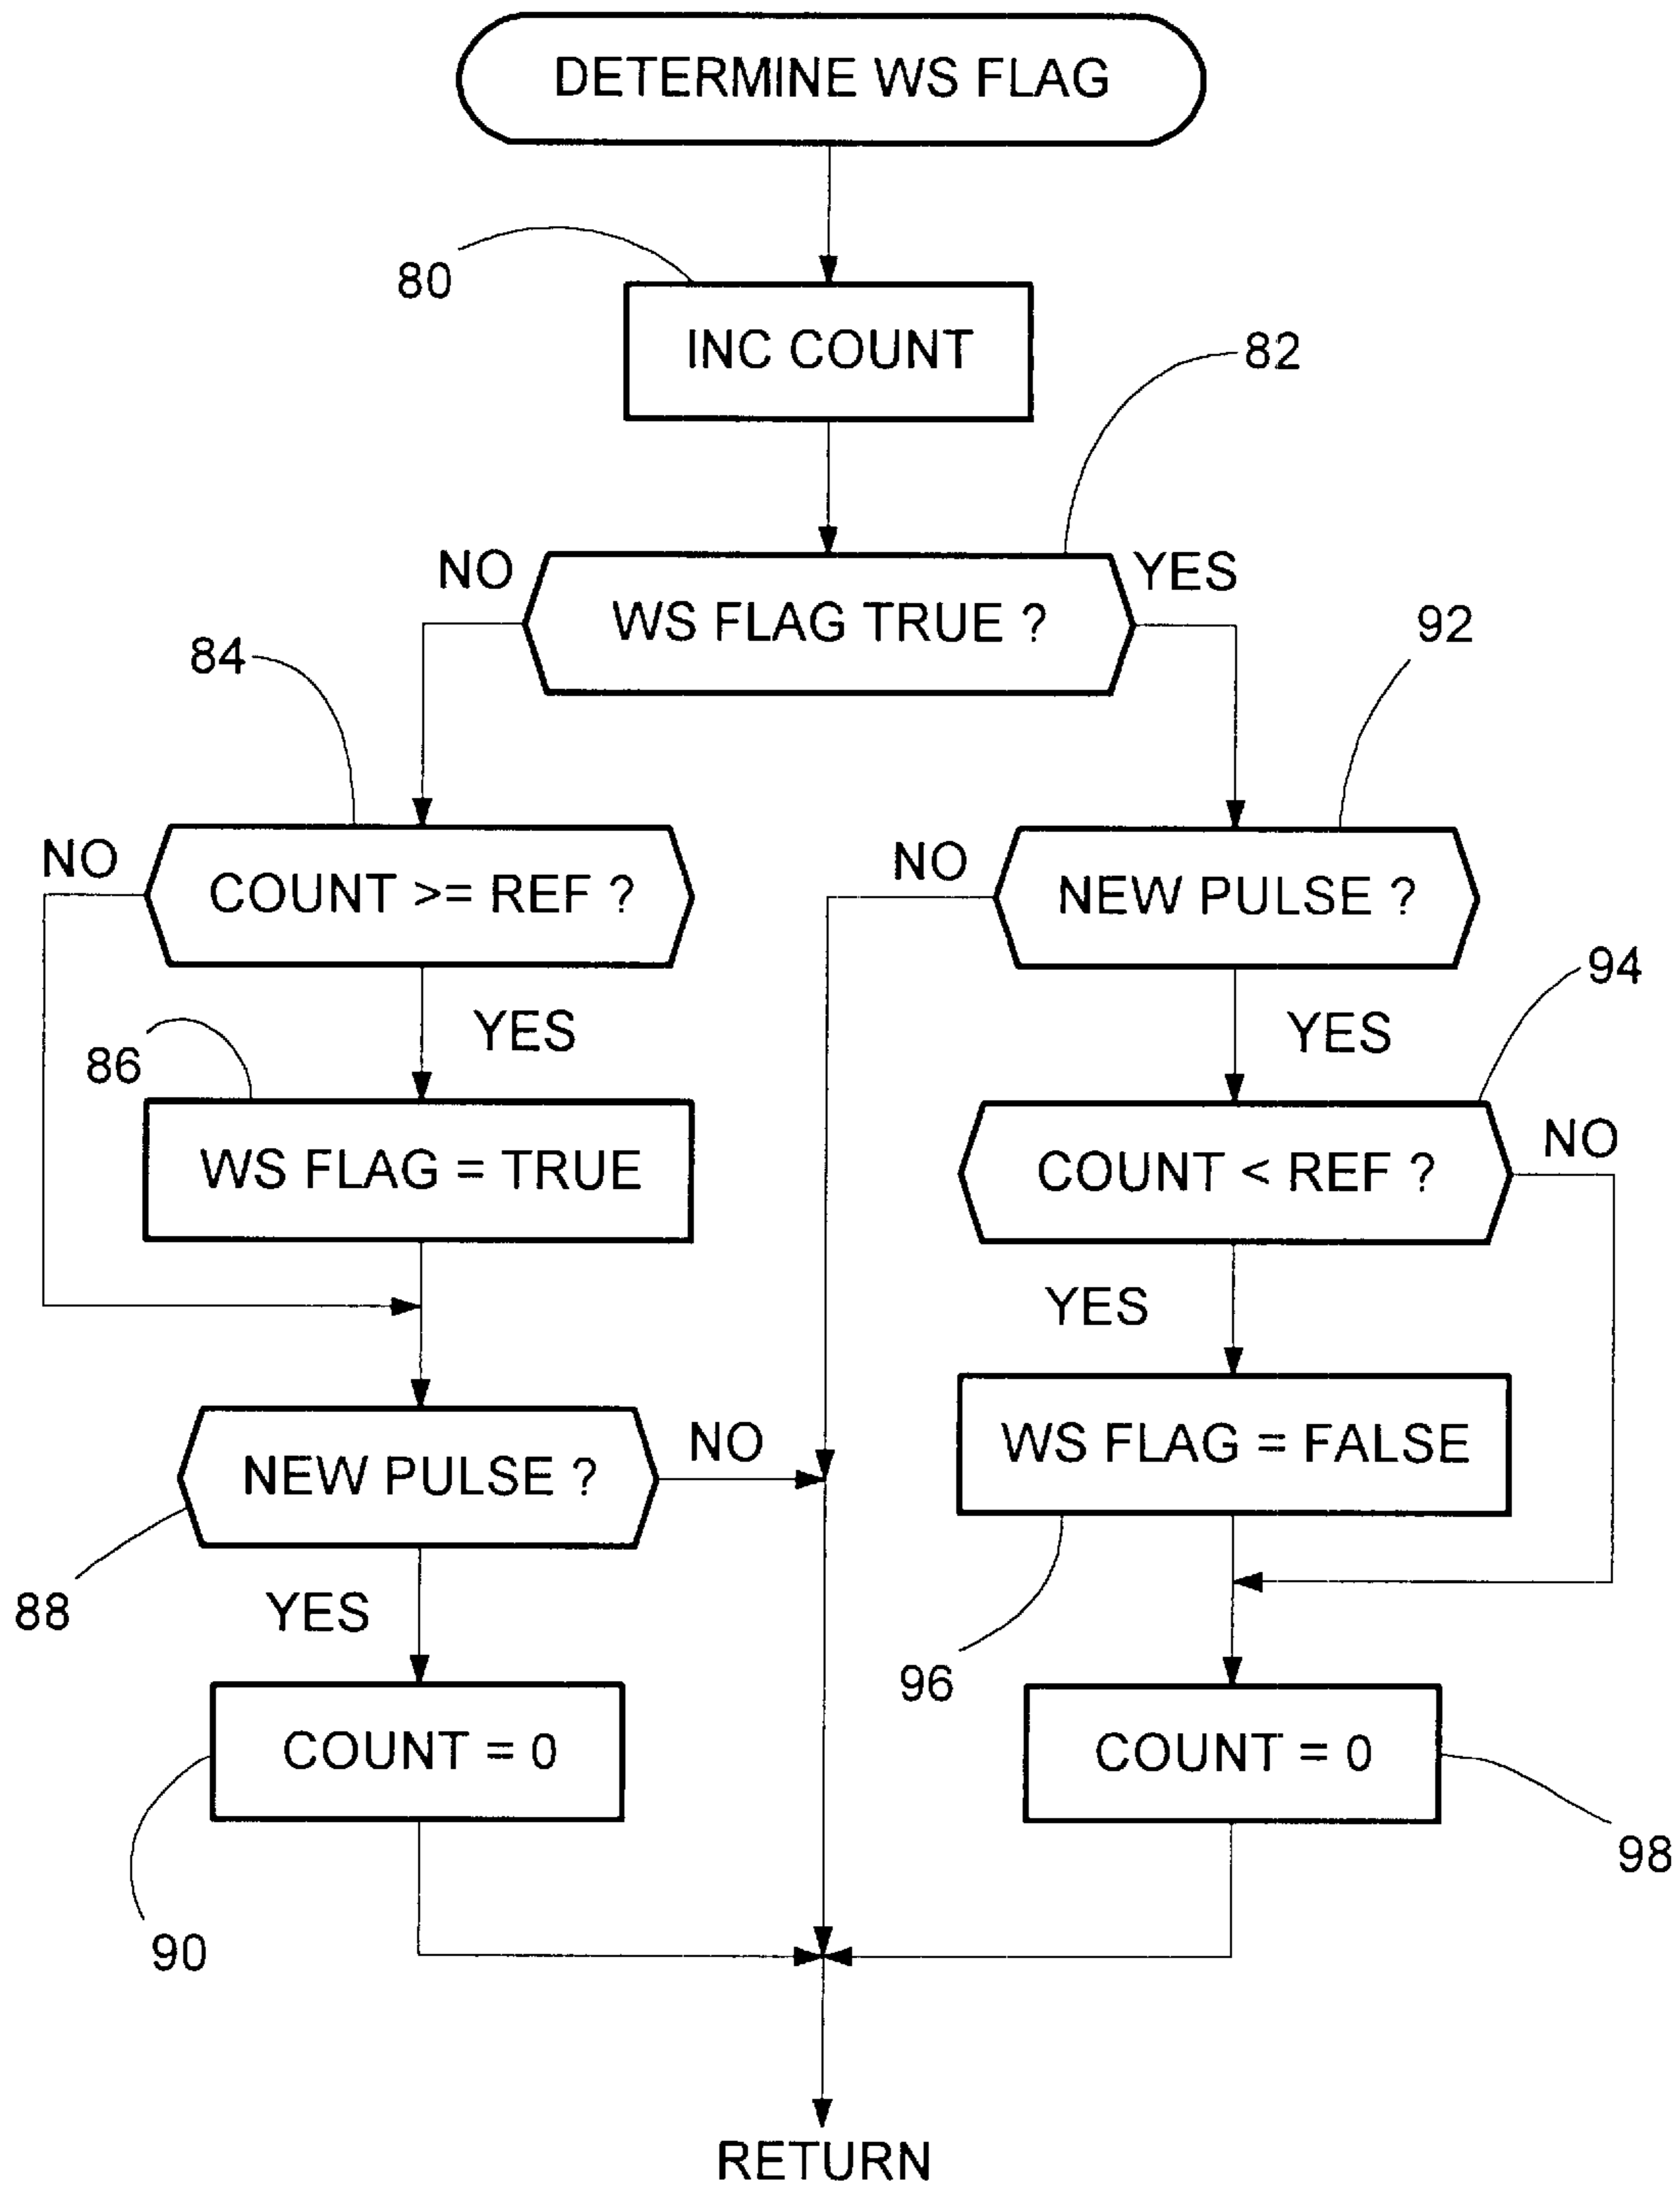 DETERMINE WS FLAG
80
INC COUNT
82
NO
YES
WS FLAG TRUE ?
84
92
NO
COUNT >= REF ?
NO
NEW PULSE ?
94
YES
YES
86
WS FLAG = TRUE
COUNT < REF ?
NO
YES
NEW PULSE ?
NO
WS FLAG = FALSE
88
YES
96
COUNT = 0
COUNT = 0
90
98
RETURN